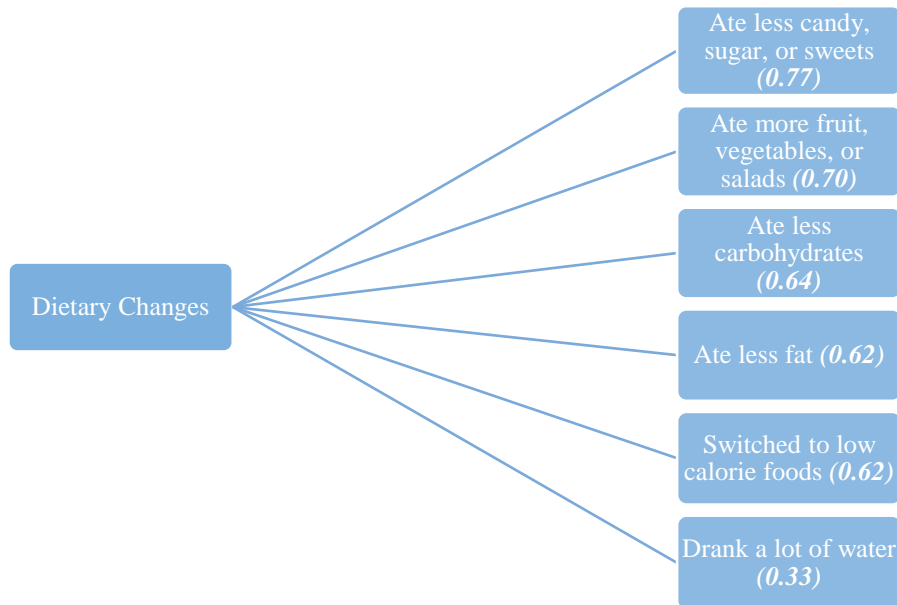 Ate less candy,
sugar, or sweets
(0.77)
Ate more fruit,
vegetables, or
salads (0.70)
Ate less
carbohydrates
(0.64)
Dietary Changes
Ate less fat (0.62)
Switched to low
calorie foods (0.62)
Drank a lot of water
(0.33)